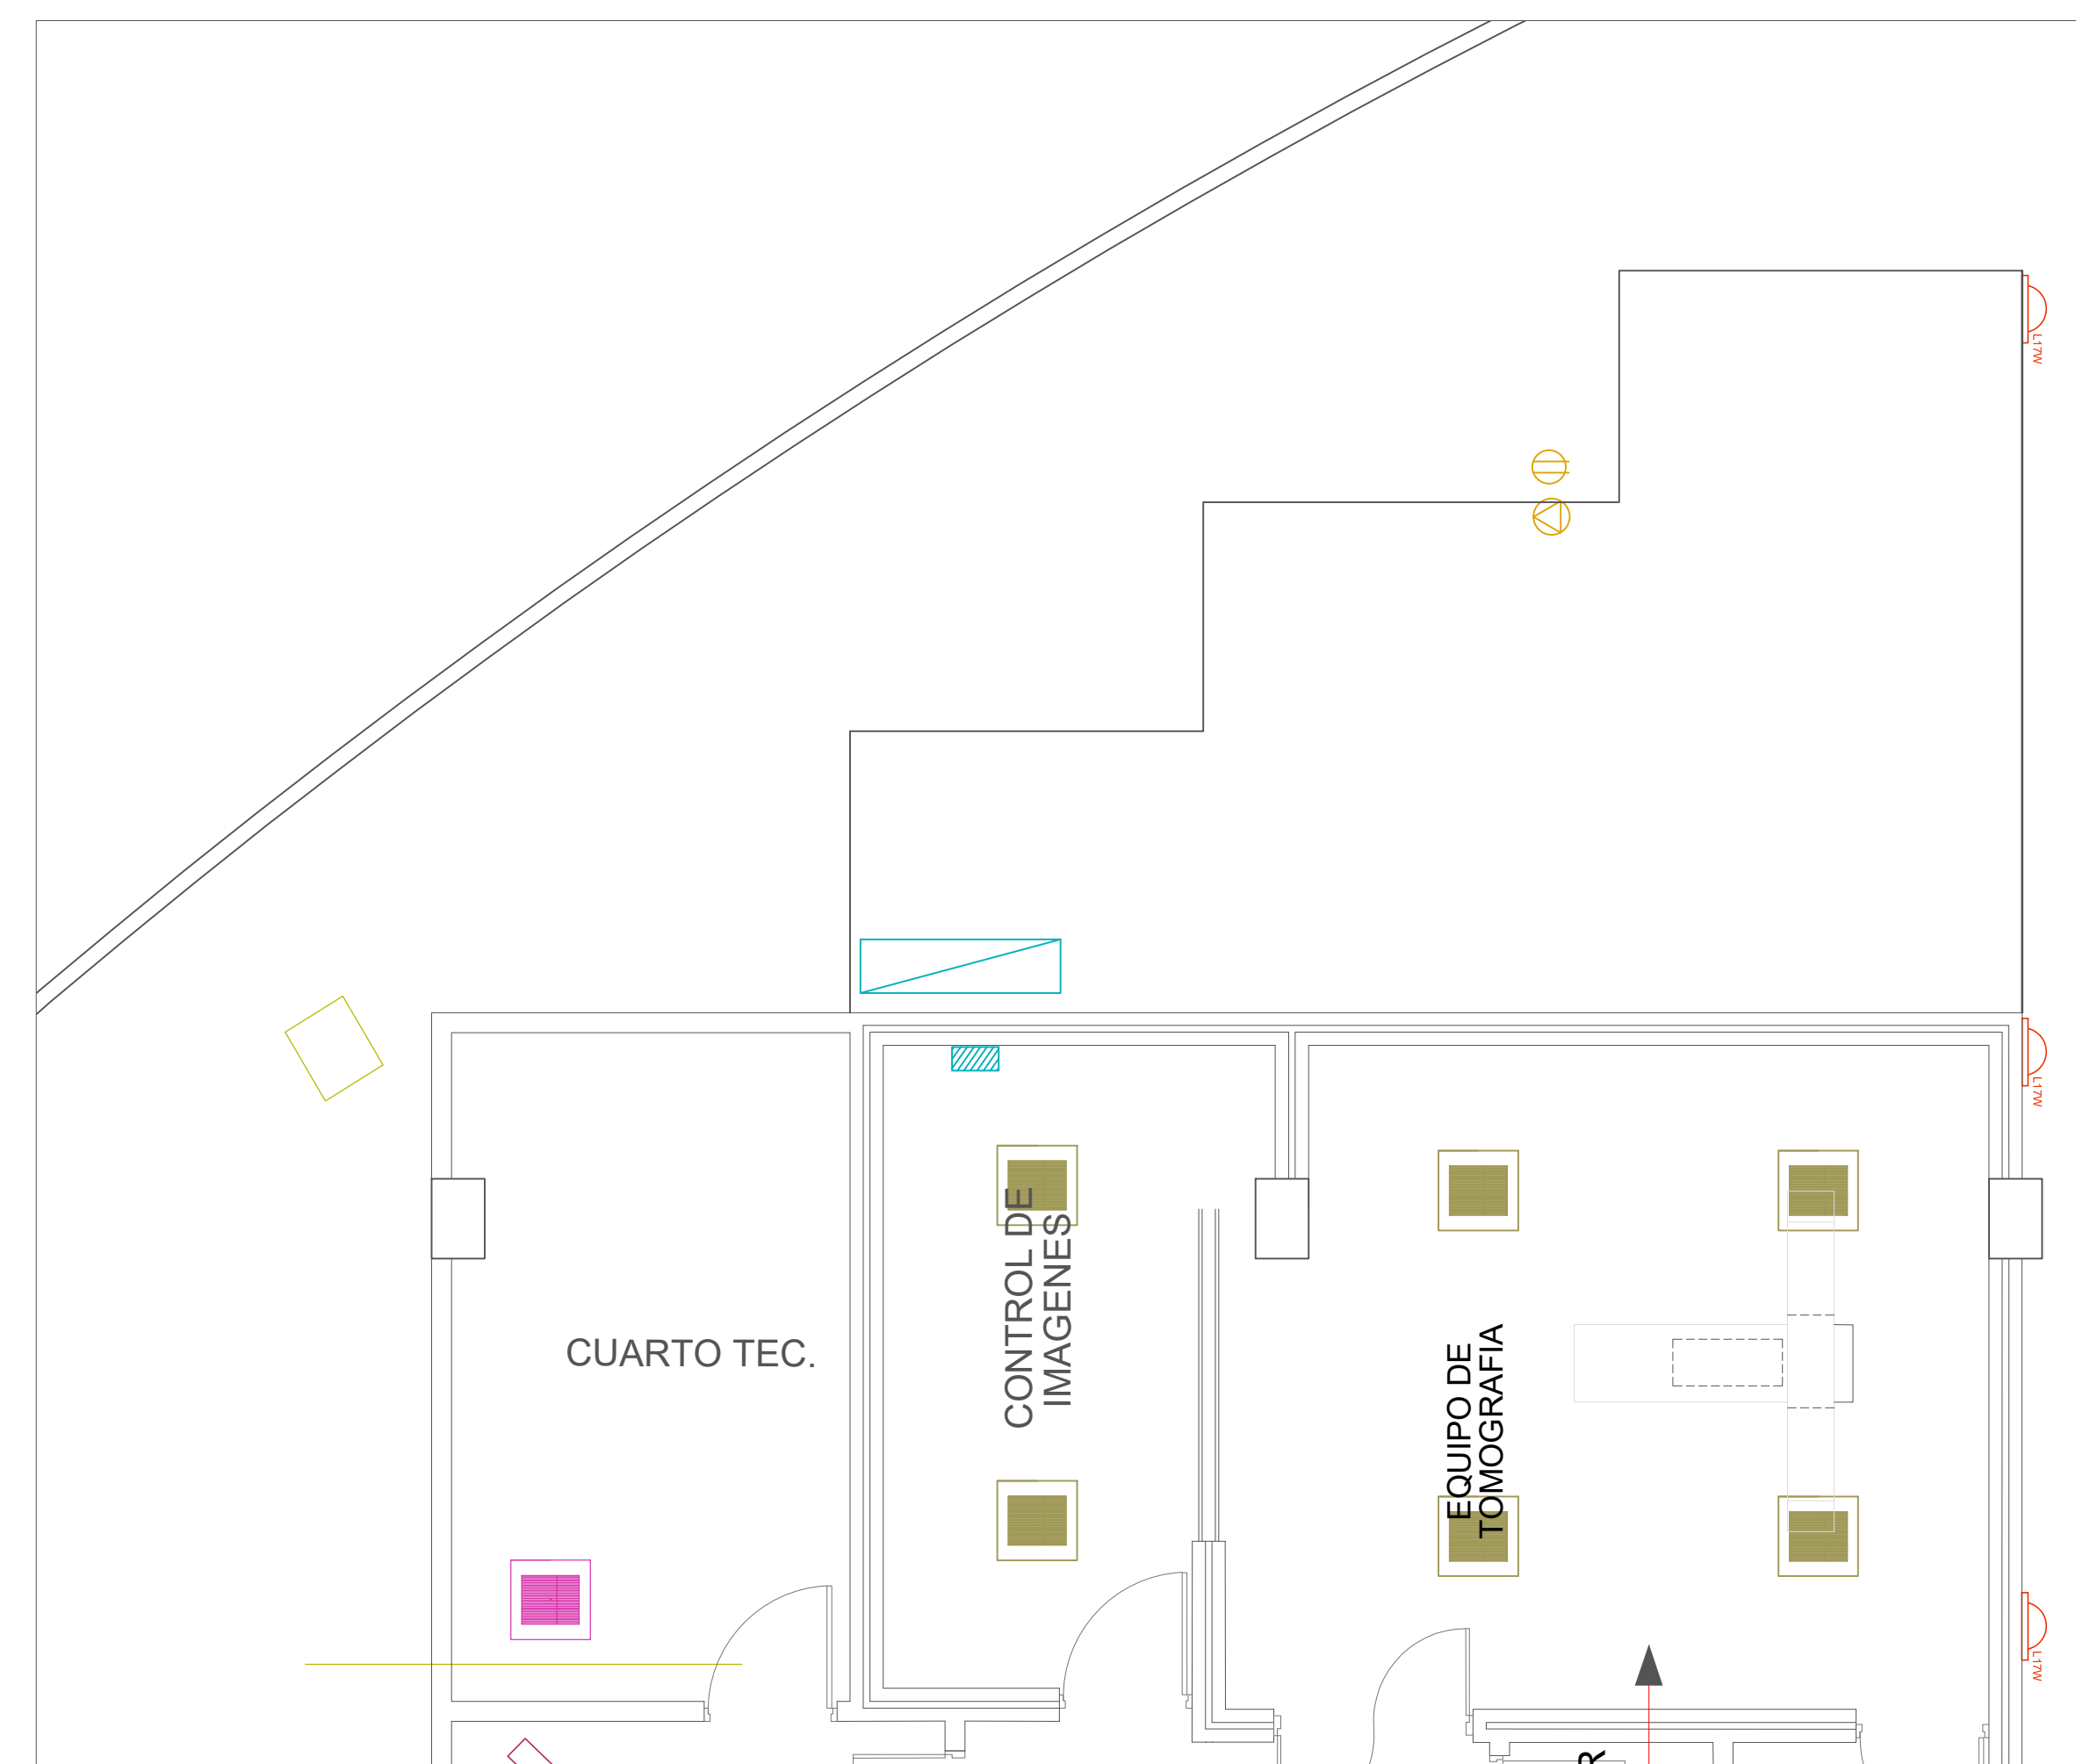 L17W
L17W
CUARTO TEC.
CONTROL DE
IMAGENES
EQUIPO DE
TOMOGRAFIA
L17W
R